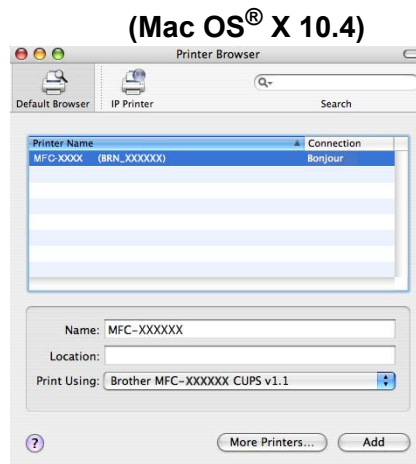 (Mac OS® X 10.4)
Printer Browser
Default Browser IP Printer Search
Printer Name Connection
MFC-XXXX (BRN_XXXXXX) Bonjour
Name: MFC-XXXXXX
Location:
Print Using: Brother MFC-XXXXXX CUPS v1.1
? More Printers... Add